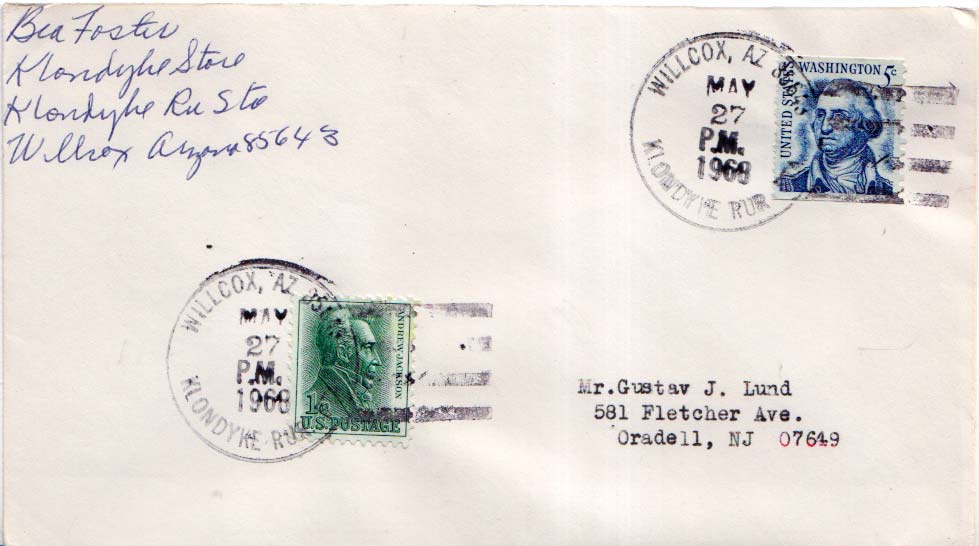 Bea Foster
Klondyke Store
Klondyke Ru Sta
Willcox Arizona 85643
WILLCOX, AZ
MAY
27
P.M.
1968
KLONDYKE RUR
UNITED STATES
WASHINGTON 5c
WILLCOX, AZ 85
MAY
27
P.M.
1968
KLONDYKE RUR
ANDREW JACKSON
1c
U.S. POSTAGE
Mr.Gustav J. Lund
581 Fletcher Ave.
Oradell, NJ 07649